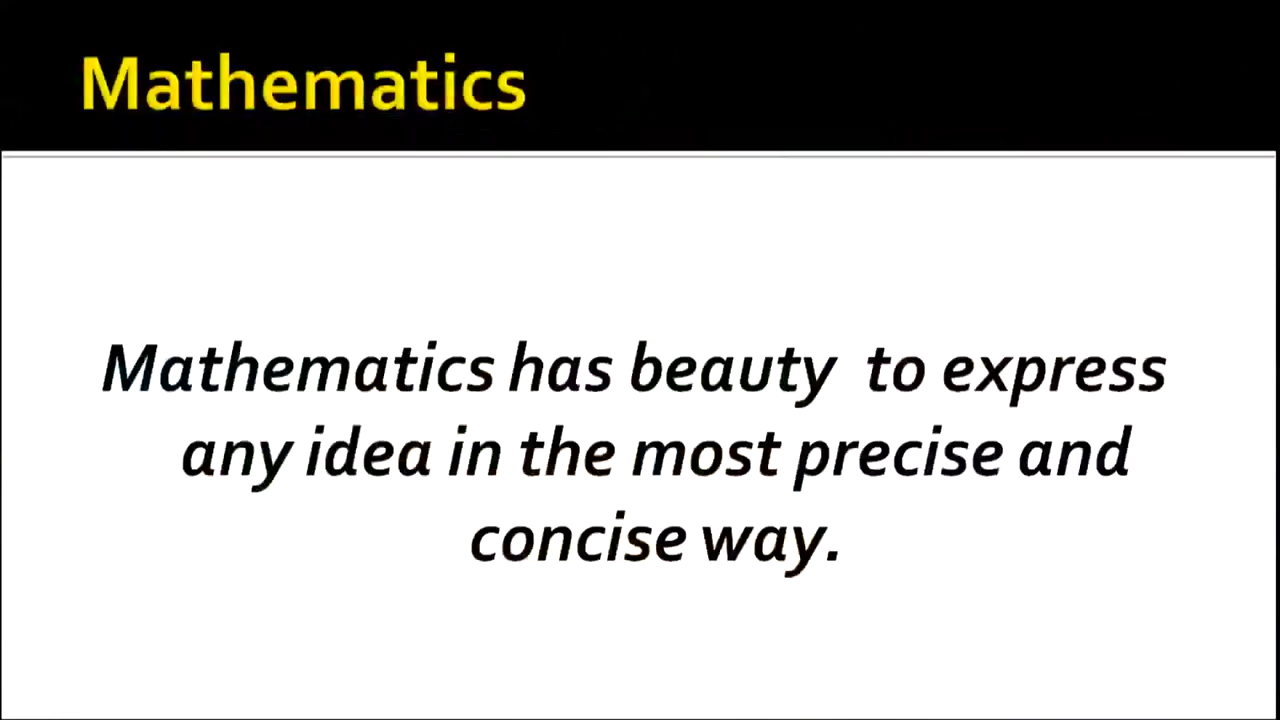 Mathematics
Mathematics has beauty to express
any idea in the most precise and
concise way.